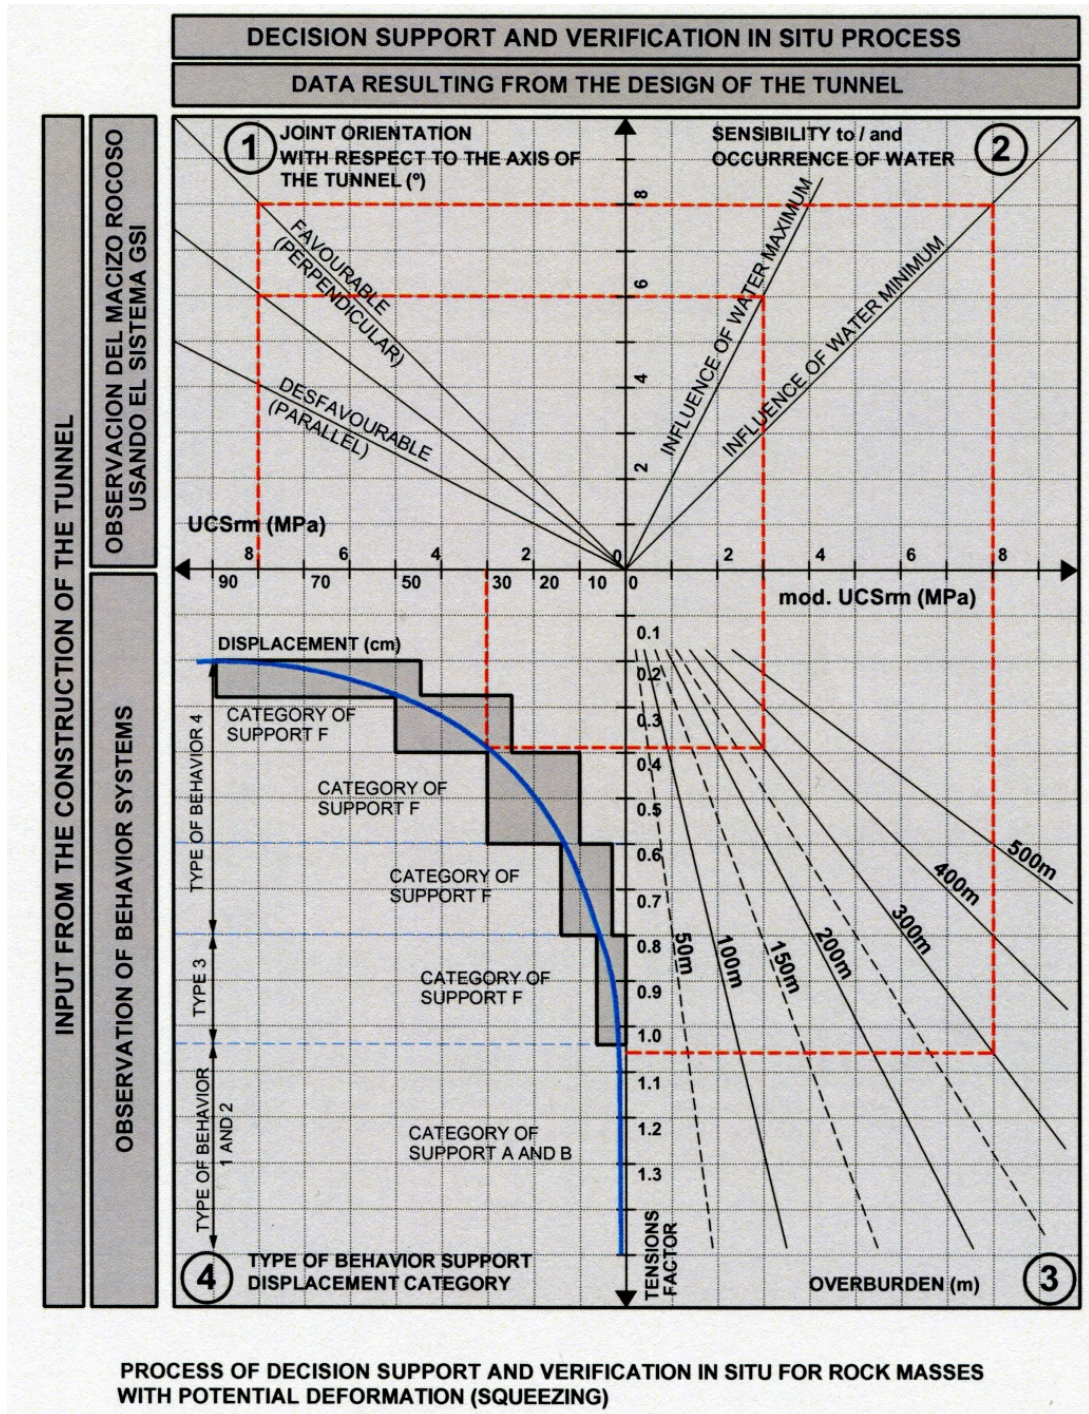 DECISION SUPPORT AND VERIFICATION IN SITU PROCESS
DATA RESULTING FROM THE DESIGN OF THE TUNNEL
INPUT FROM THE CONSTRUCTION OF THE TUNNEL
OBSERVACION DEL MACIZO ROCOSO
USANDO EL SISTEMA GSI
OBSERVATION OF BEHAVIOR SYSTEMS
1
JOINT ORIENTATION
WITH RESPECT TO THE AXIS OF
THE TUNNEL (º)
FAVOURABLE
(PERPENDICULAR)
DESFAVOURABLE
(PARALLEL)
UCSrm (MPa)
8 6 4 2 0
2
SENSIBILITY to / and
OCCURRENCE OF WATER
INFLUENCE OF WATER MAXIMUM
INFLUENCE OF WATER MINIMUM
8
6
4
2
2 4 6 8
mod. UCSrm (MPa)
90 70 50 30 20 10 0
DISPLACEMENT (cm)
CATEGORY OF
SUPPORT F
CATEGORY OF
SUPPORT F
CATEGORY OF
SUPPORT F
CATEGORY OF
SUPPORT F
CATEGORY OF
SUPPORT A AND B
TYPE OF BEHAVIOR 4
TYPE 3
TYPE OF BEHAVIOR
1 AND 2
4
TYPE OF BEHAVIOR SUPPORT
DISPLACEMENT CATEGORY
0.1
0.2
0.3
0.4
0.5
0.6
0.7
0.8
0.9
1.0
1.1
1.2
1.3
TENSIONS
FACTOR
50m
100m
150m
200m
300m
400m
500m
OVERBURDEN (m)
3
PROCESS OF DECISION SUPPORT AND VERIFICATION IN SITU FOR ROCK MASSES
WITH POTENTIAL DEFORMATION (SQUEEZING)